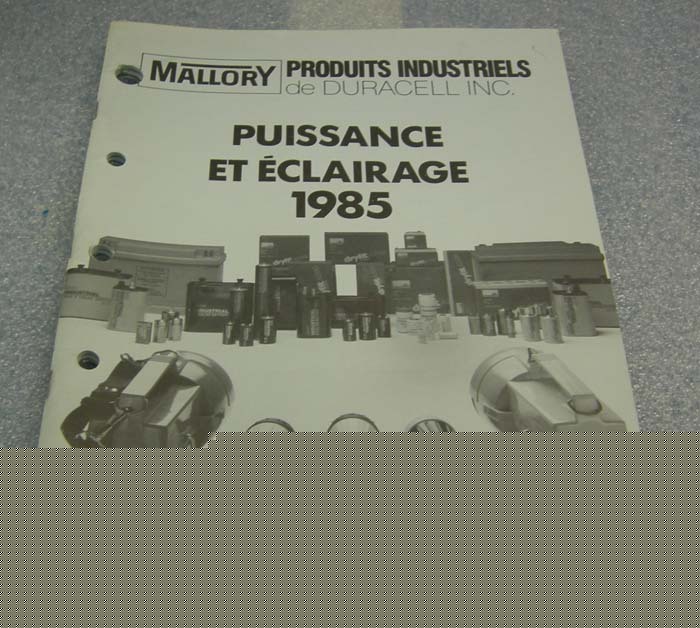 MALLORY PRODUITS INDUSTRIELS
de DURACELL INC.
PUISSANCE
ET ÉCLAIRAGE
1985